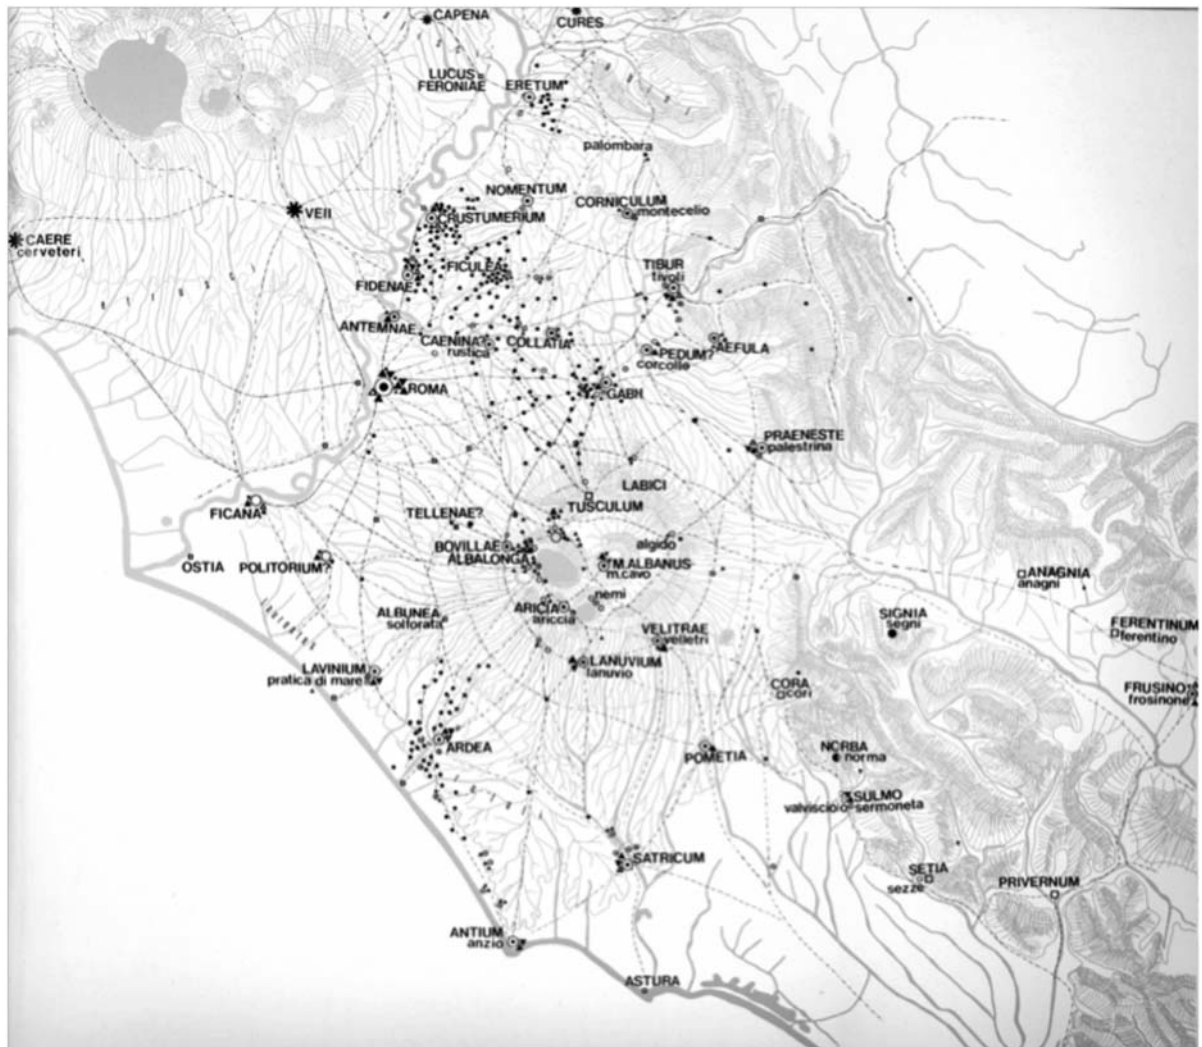 CAPENA
CURES
LUCUS
FERONIAE
ERETUM
palombara
NOMENTUM
CORNICULUM
montecelio
VEII
CRUSTUMERIUM
CAERE
cerveteri
FICULEA
TIBUR
tivoli
FIDENAE
ANTEMNAE
CAENINA?
rustica
COLLATIA
PEDUM?
corcolle
AEFULA
ROMA
GABII
PRAENESTE
palestrina
LABICI
TUSCULUM
FICANA
TELLENAE?
BOVILLAE
ALBALONGA
algido
OSTIA
POLITORIUM?
M.ALBANUS
m.cavo
ANAGNIA
anagni
nemi
ARICIA
ariccia
ALBUNEA
solforata
SIGNIA
segni
FERENTINUM
ferentino
VELITRAE
velletri
LAVINIUM
pratica di mare
LANUVIUM
lanuvio
CORA
cori
FRUSINO
frosinone
ARDEA
POMETIA
NORBA
norma
SULMO
valvisciolo sermoneta
SATRICUM
SETIA
sezze
PRIVERNUM
ANTIUM
anzio
ASTURA